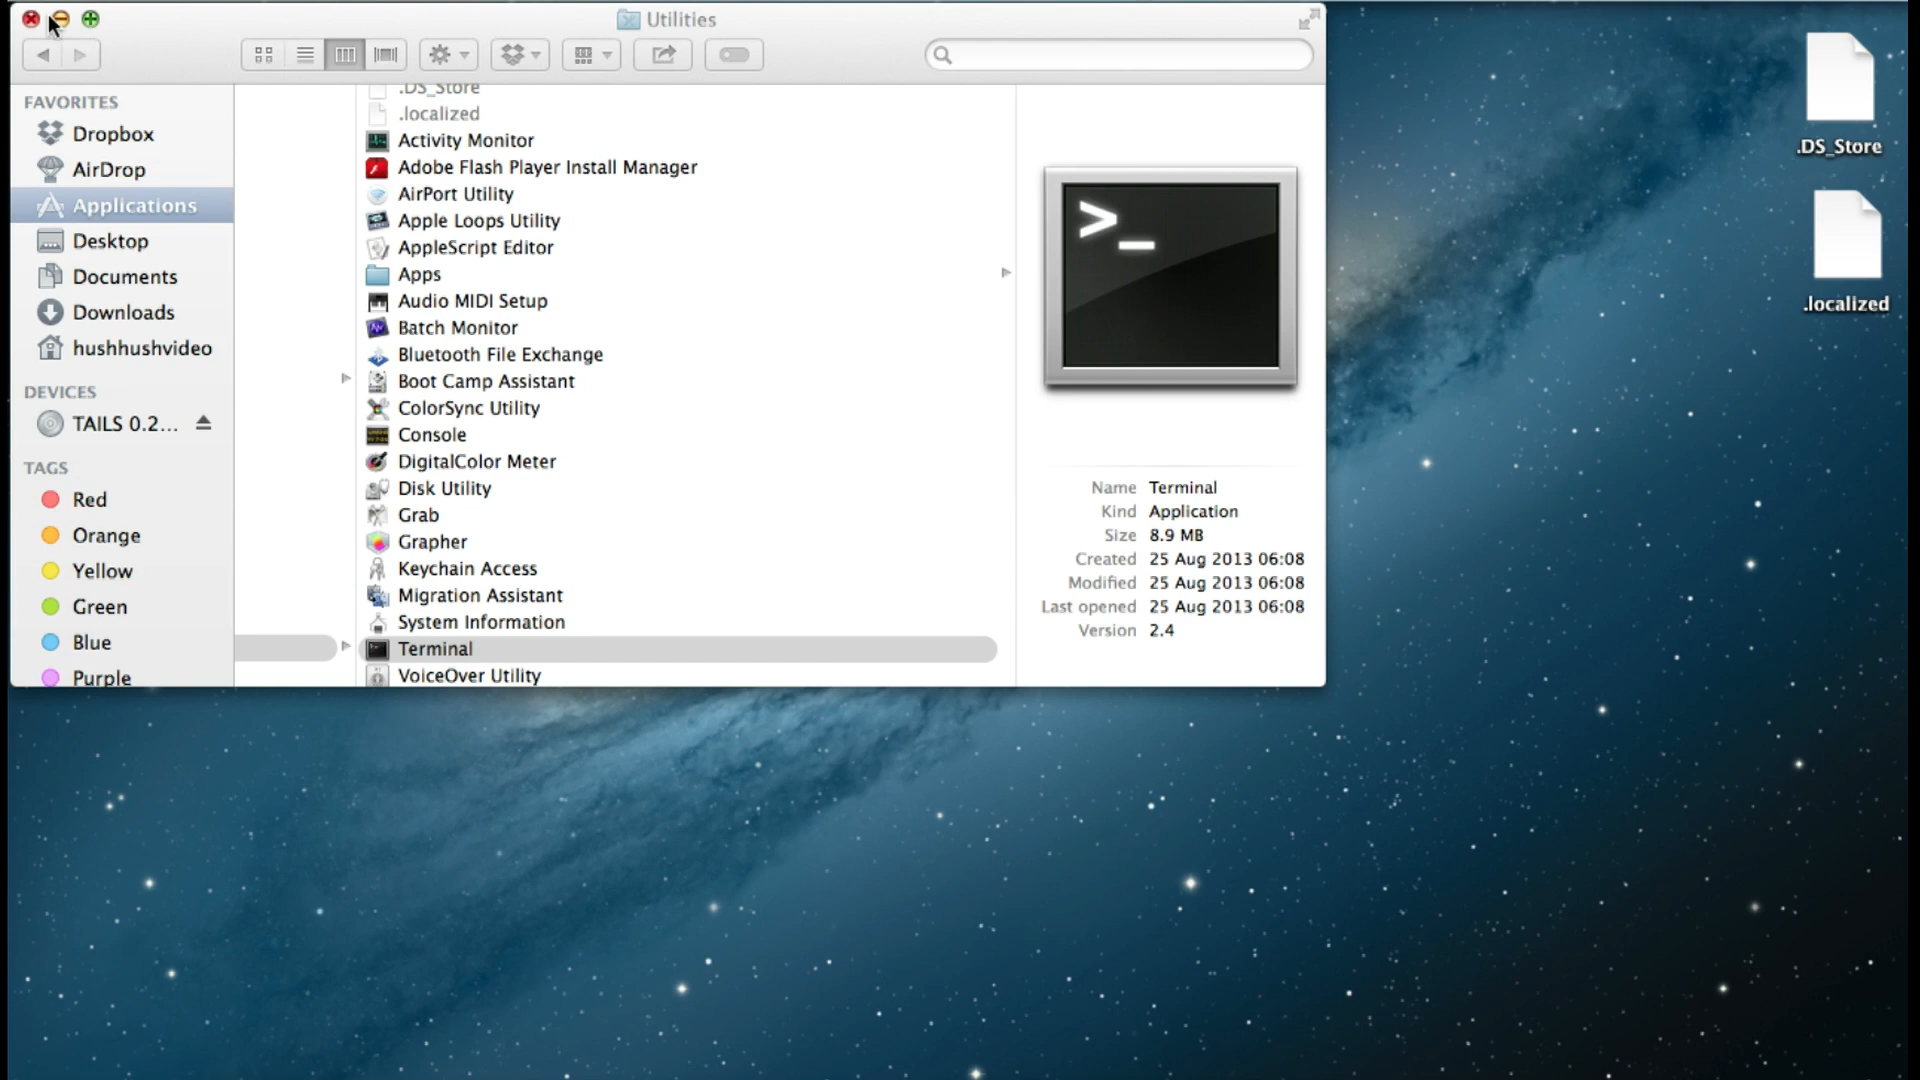 Utilities
FAVORITES
Dropbox
AirDrop
Applications
Desktop
Documents
Downloads
hushhushvideo
DEVICES
TAILS 0.2...
TAGS
Red
Orange
Yellow
Green
Blue
Purple
.DS_Store
.localized
Activity Monitor
Adobe Flash Player Install Manager
AirPort Utility
Apple Loops Utility
AppleScript Editor
Apps
Audio MIDI Setup
Batch Monitor
Bluetooth File Exchange
Boot Camp Assistant
ColorSync Utility
Console
DigitalColor Meter
Disk Utility
Grab
Grapher
Keychain Access
Migration Assistant
System Information
Terminal
VoiceOver Utility
>_
Name Terminal
Kind Application
Size 8.9 MB
Created 25 Aug 2013 06:08
Modified 25 Aug 2013 06:08
Last opened 25 Aug 2013 06:08
Version 2.4
.DS_Store
.localized